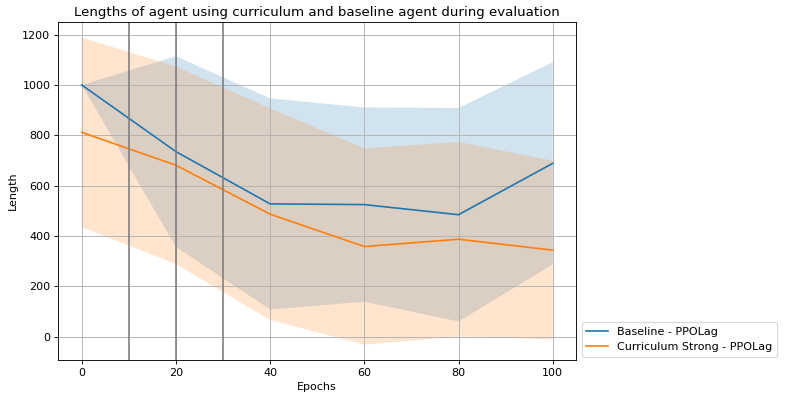 Lengths of agent using curriculum and baseline agent during evaluation
1200
1000
800
600
400
200
0
Length
0 20 40 60 80 100
Epochs
Baseline - PPOLag
Curriculum Strong - PPOLag